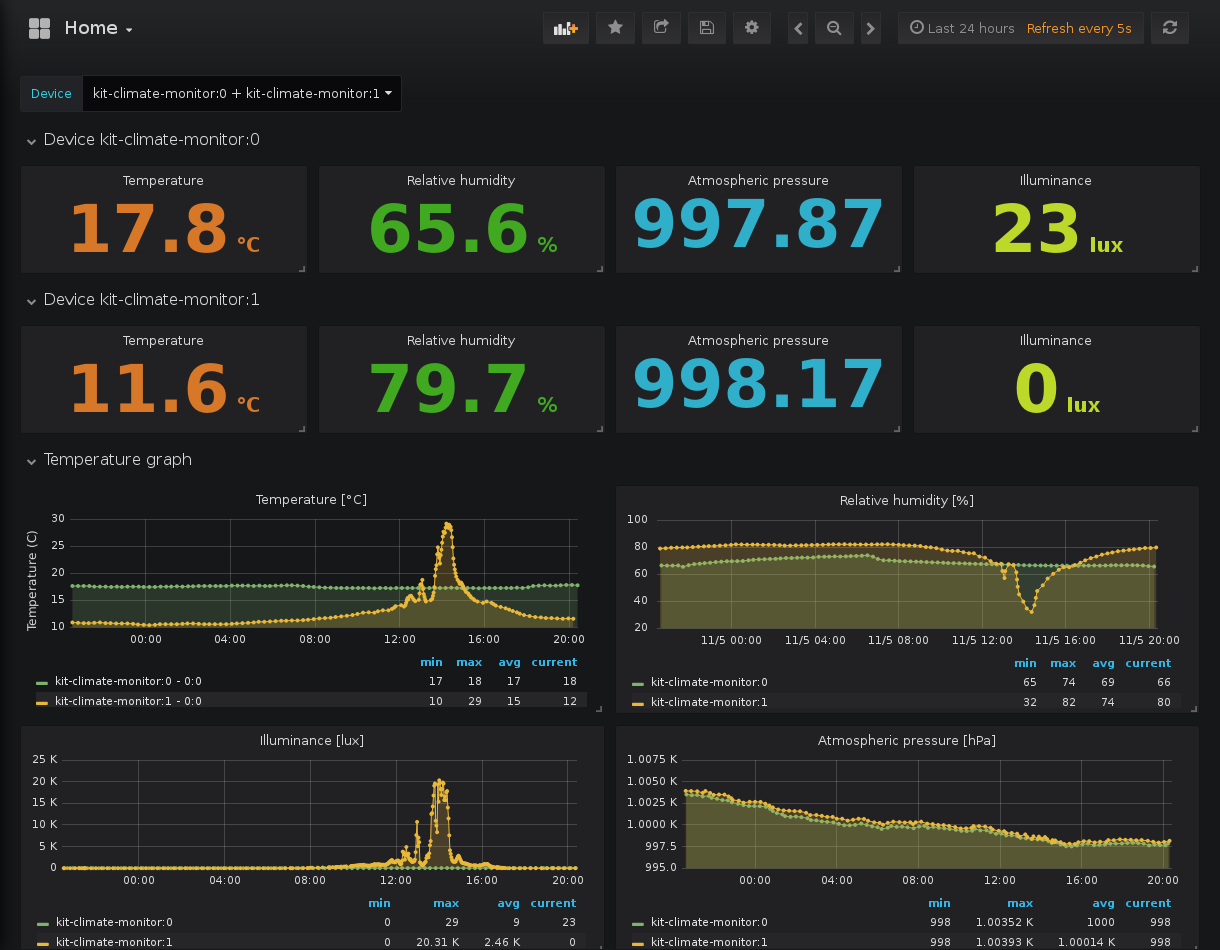 Home
Last 24 hours Refresh every 5s
Device kit-climate-monitor:0 + kit-climate-monitor:1
Device kit-climate-monitor:0
Temperature Relative humidity Atmospheric pressure Illuminance
17.8 °C 65.6 % 997.87 23 lux
Device kit-climate-monitor:1
Temperature Relative humidity Atmospheric pressure Illuminance
11.6 °C 79.7 % 998.17 0 lux
Temperature graph
Temperature [°C]
Temperature (C)
30
25
20
15
10
00:00 04:00 08:00 12:00 16:00 20:00
min max avg current
kit-climate-monitor:0 - 0:0 17 18 17 18
kit-climate-monitor:1 - 0:0 10 29 15 12
Relative humidity [%]
100
80
60
40
20
11/5 00:00 11/5 04:00 11/5 08:00 11/5 12:00 11/5 16:00 11/5 20:00
min max avg current
kit-climate-monitor:0 65 74 69 66
kit-climate-monitor:1 32 82 74 80
Illuminance [lux]
25 K
20 K
15 K
10 K
5 K
0
00:00 04:00 08:00 12:00 16:00 20:00
min max avg current
kit-climate-monitor:0 0 29 9 23
kit-climate-monitor:1 0 20.31 K 2.46 K 0
Atmospheric pressure [hPa]
1.0075 K
1.0050 K
1.0025 K
1.0000 K
997.5
995.0
00:00 04:00 08:00 12:00 16:00 20:00
min max avg current
kit-climate-monitor:0 998 1.00352 K 1000 998
kit-climate-monitor:1 998 1.00393 K 1.00014 K 998